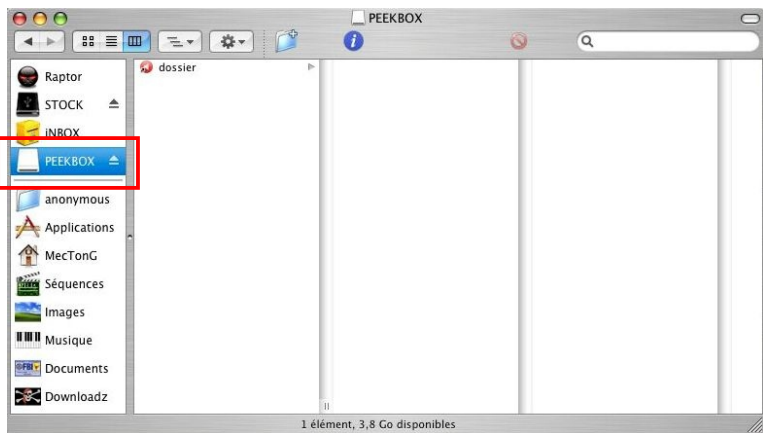 PEEKBOX
Raptor
dossier
STOCK
iNBOX
PEEKBOX
anonymous
Applications
MecTonG
Séquences
Images
Musique
FBI
Documents
Downloadz
1 élément, 3,8 Go disponibles